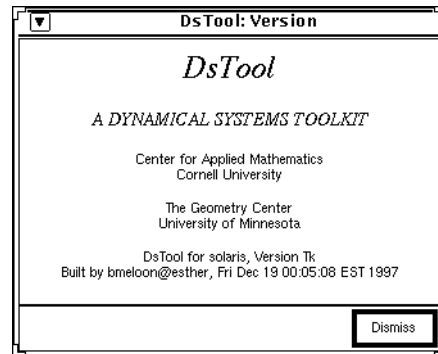 DsTool: Version
DsTool
A DYNAMICAL SYSTEMS TOOLKIT
Center for Applied Mathematics
Cornell University
The Geometry Center
University of Minnesota
DsTool for solaris, Version Tk
Built by bmeloon@esther, Fri Dec 19 00:05:08 EST 1997
Dismiss